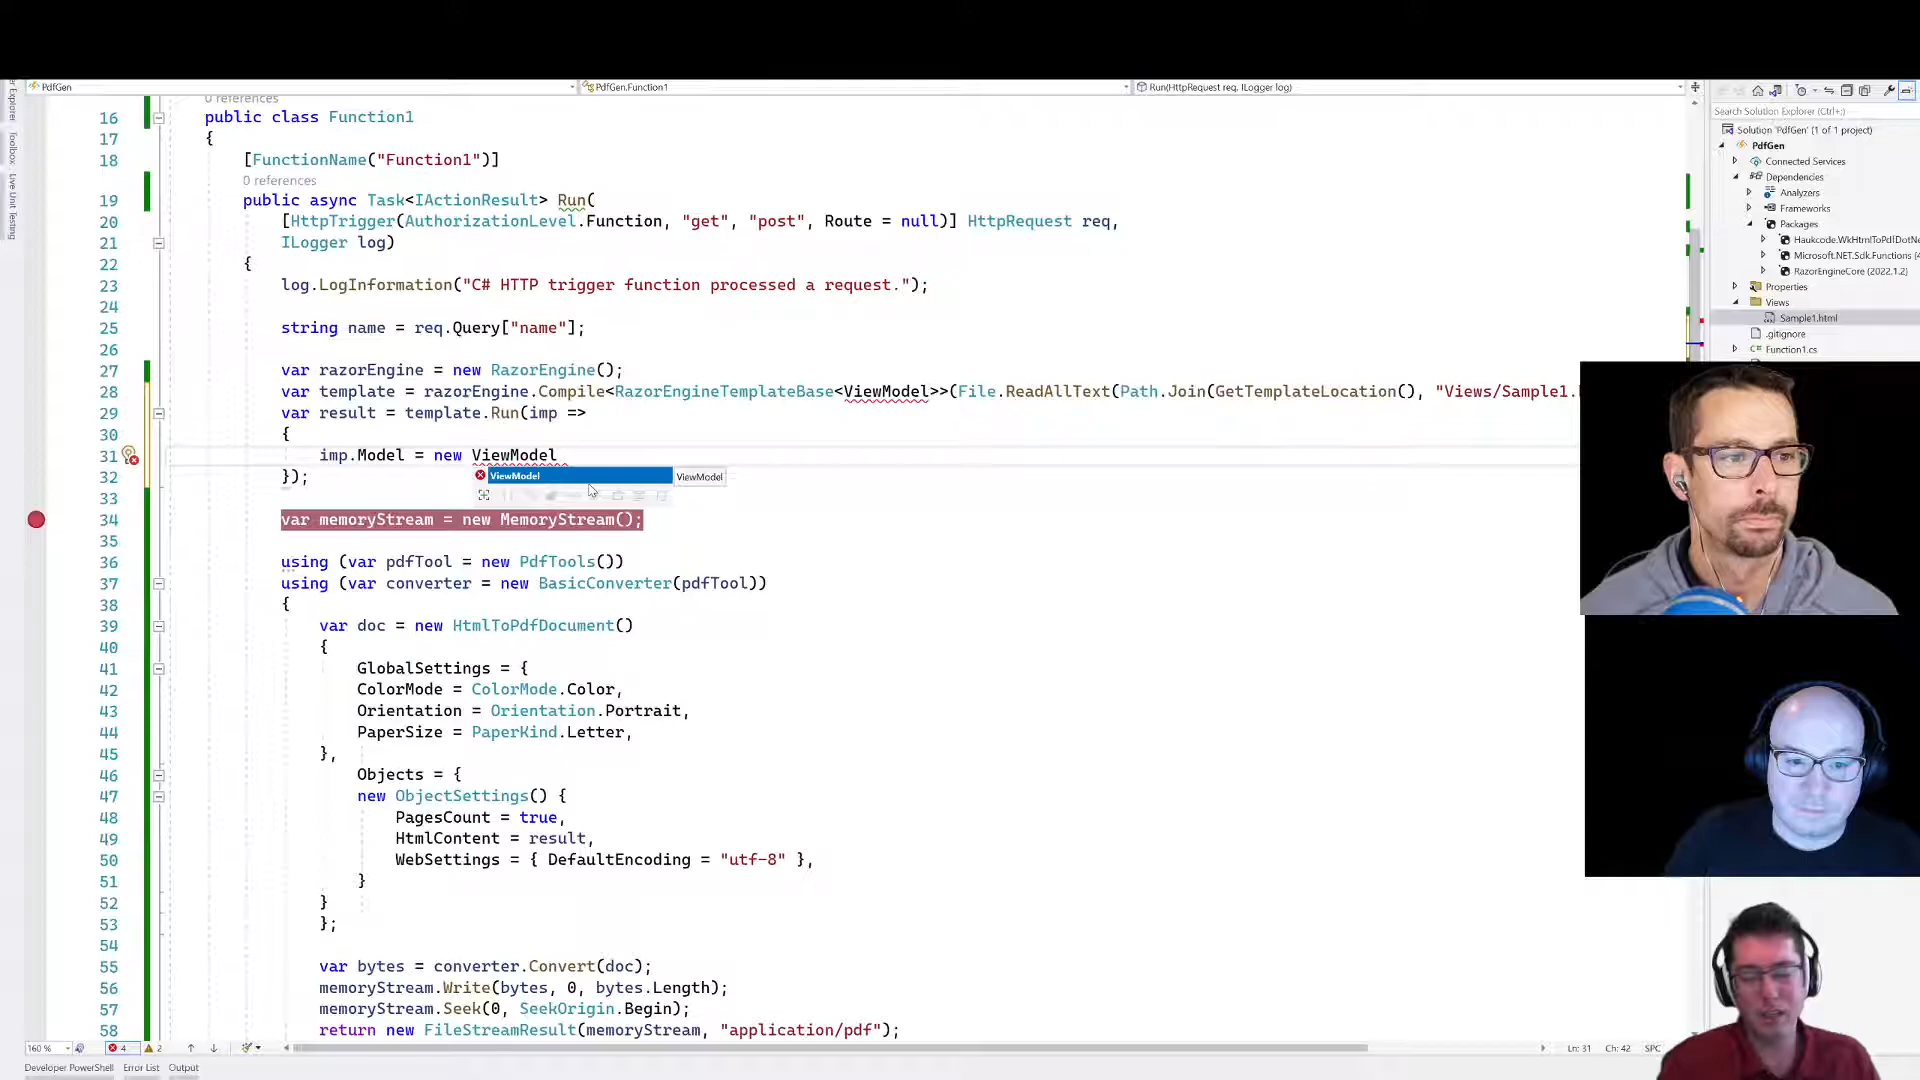 PdfGen
PdfGen.Function1
Run(HttpRequest req, ILogger log)
Toolbox
Live Unit Testing
0 references
16 public class Function1
17 {
18 [FunctionName("Function1")]
0 references
19 public async Task<IActionResult> Run(
20 [HttpTrigger(AuthorizationLevel.Function, "get", "post", Route = null)] HttpRequest req,
21 ILogger log)
22 {
23 log.LogInformation("C# HTTP trigger function processed a request.");
24
25 string name = req.Query["name"];
26
27 var razorEngine = new RazorEngine();
28 var template = razorEngine.Compile<RazorEngineTemplateBase<ViewModel>>(File.ReadAllText(Path.Join(GetTemplateLocation(), "Views/Sample1.
29 var result = template.Run(imp =>
30 {
31 imp.Model = new ViewModel
ViewModel
ViewModel
32 });
33
34 var memoryStream = new MemoryStream();
35
36 using (var pdfTool = new PdfTools())
37 using (var converter = new BasicConverter(pdfTool))
38 {
39 var doc = new HtmlToPdfDocument()
40 {
41 GlobalSettings = {
42 ColorMode = ColorMode.Color,
43 Orientation = Orientation.Portrait,
44 PaperSize = PaperKind.Letter,
45 },
46 Objects = {
47 new ObjectSettings() {
48 PagesCount = true,
49 HtmlContent = result,
50 WebSettings = { DefaultEncoding = "utf-8" },
51 }
52 }
53 };
54
55 var bytes = converter.Convert(doc);
56 memoryStream.Write(bytes, 0, bytes.Length);
57 memoryStream.Seek(0, SeekOrigin.Begin);
58 return new FileStreamResult(memoryStream, "application/pdf");
160 %
4
2
Ln: 31
Ch: 42
SPC
Developer PowerShell
Error List
Output
Search Solution Explorer (Ctrl+;)
Solution 'PdfGen' (1 of 1 project)
PdfGen
Connected Services
Dependencies
Analyzers
Frameworks
Packages
Haukcode.WkHtmlToPdfDotNe
Microsoft.NET.Sdk.Functions (4
RazorEngineCore (2022.1.2)
Properties
Views
Sample1.html
.gitignore
C# Function1.cs